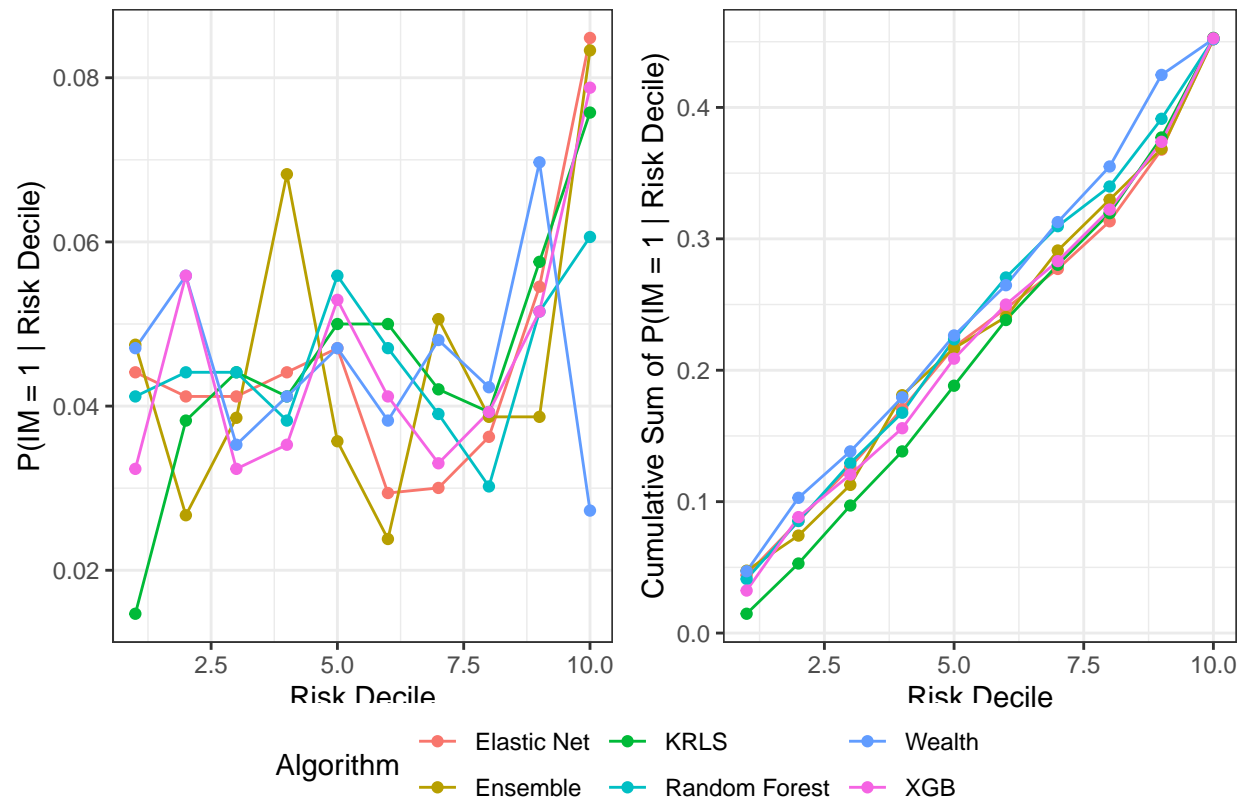 P(IM = 1 | Risk Decile)
0.08
0.06
0.04
0.02
2.5 5.0 7.5 10.0
Risk Decile
Cumulative Sum of P(IM = 1 | Risk Decile)
0.4
0.3
0.2
0.1
0.0
2.5 5.0 7.5 10.0
Risk Decile
Algorithm
Elastic Net KRLS Wealth
Ensemble Random Forest XGB